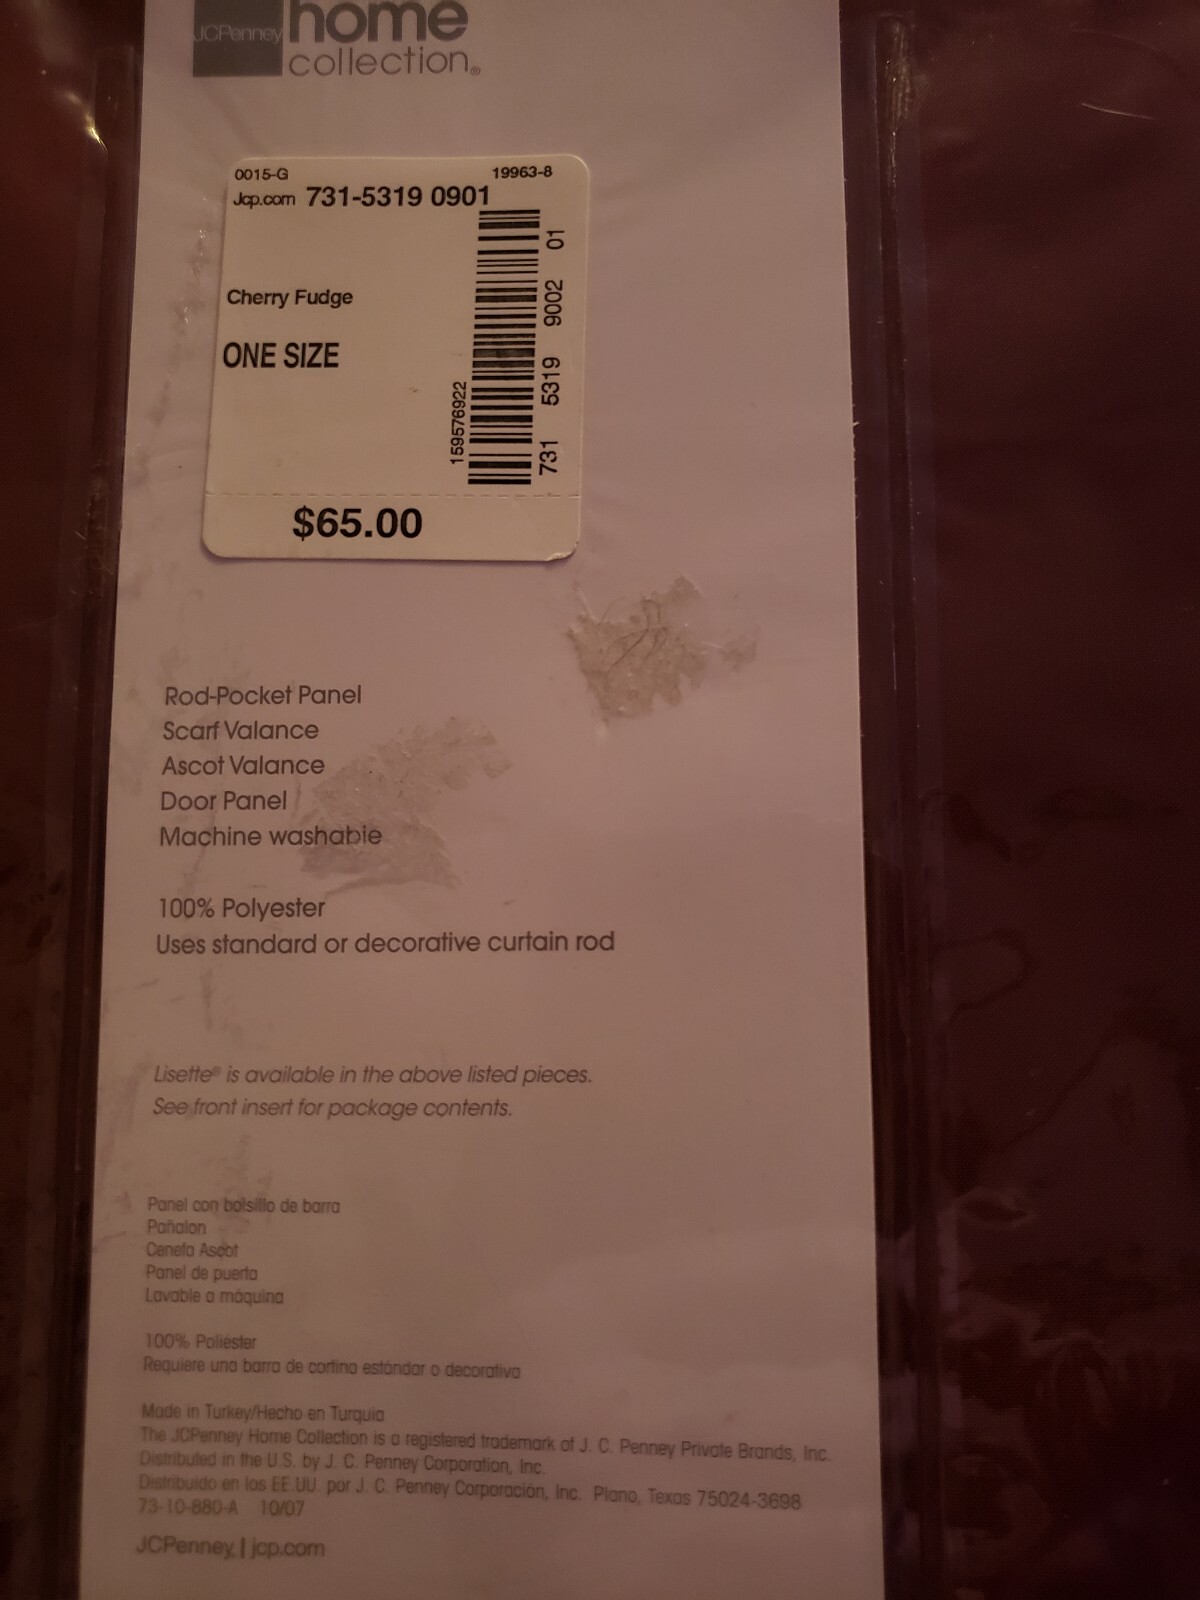 JCPenney home
collection®
0015-G 19963-8
Jcp.com 731-5319 0901
Cherry Fudge
ONE SIZE
159576922
731 5319 9002 01
$65.00
Rod-Pocket Panel
Scarf Valance
Ascot Valance
Door Panel
Machine washable
100% Polyester
Uses standard or decorative curtain rod
Lisette® is available in the above listed pieces.
See front insert for package contents.
Panel con bolsillo de barra
Pañalon
Cenefa Ascot
Panel de puerta
Lavable a máquina
100% Poliéster
Requiere una barra de cortina estándar o decorativa
Made in Turkey/Hecho en Turquia
The JCPenney Home Collection is a registered trademark of J. C. Penney Private Brands, Inc.
Distributed in the U.S. by J. C. Penney Corporation, Inc.
Distribuido en los EE.UU. por J. C. Penney Corporación, Inc. Plano, Texas 75024-3698
73-10-880-A 10/07
JCPenney | jcp.com